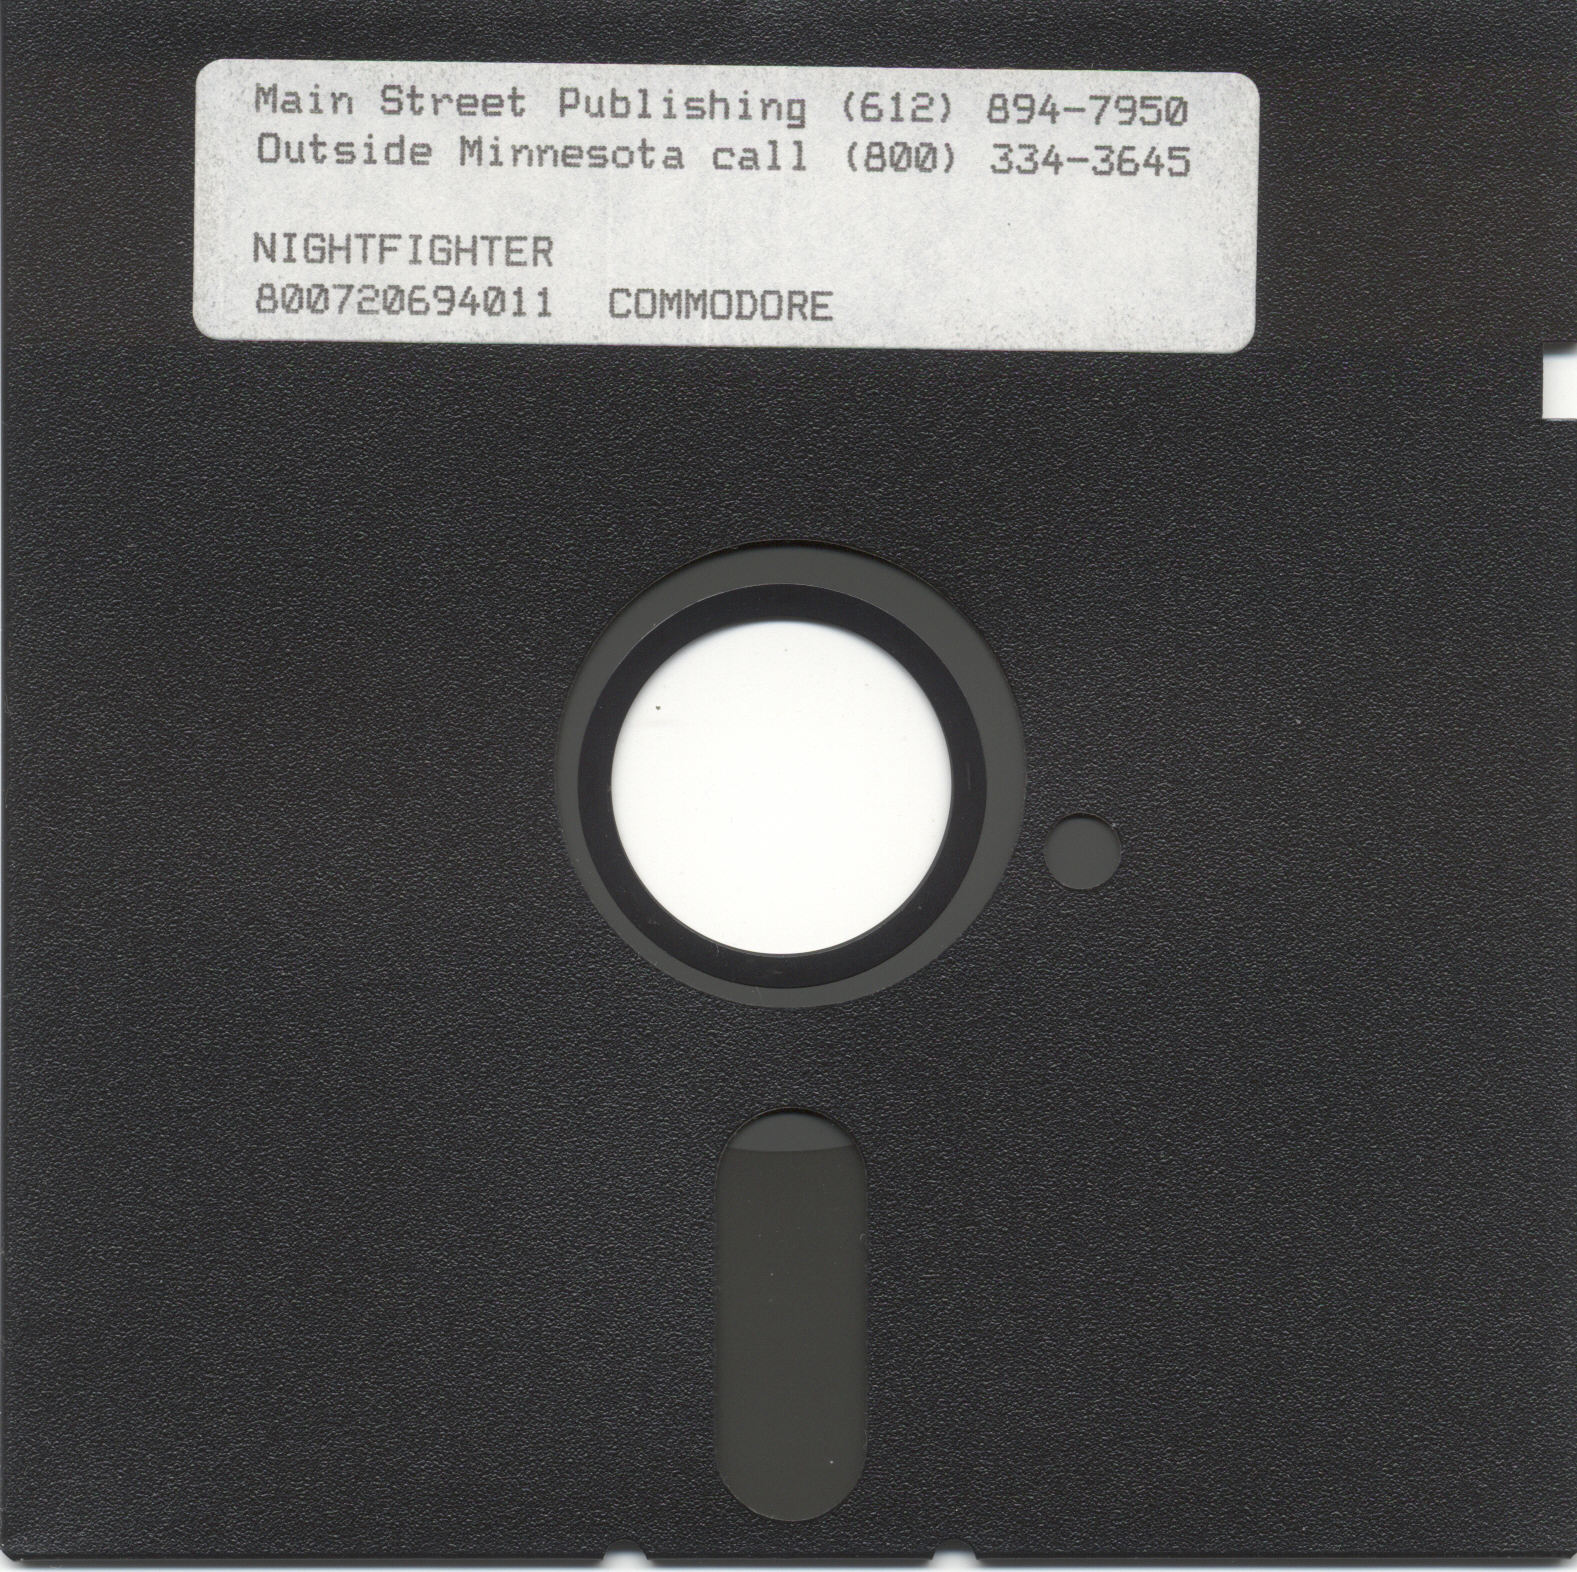 Main Street Publishing (612) 894-7950
Outside Minnesota call (800) 334-3645
NIGHTFIGHTER
800720694011 COMMODORE